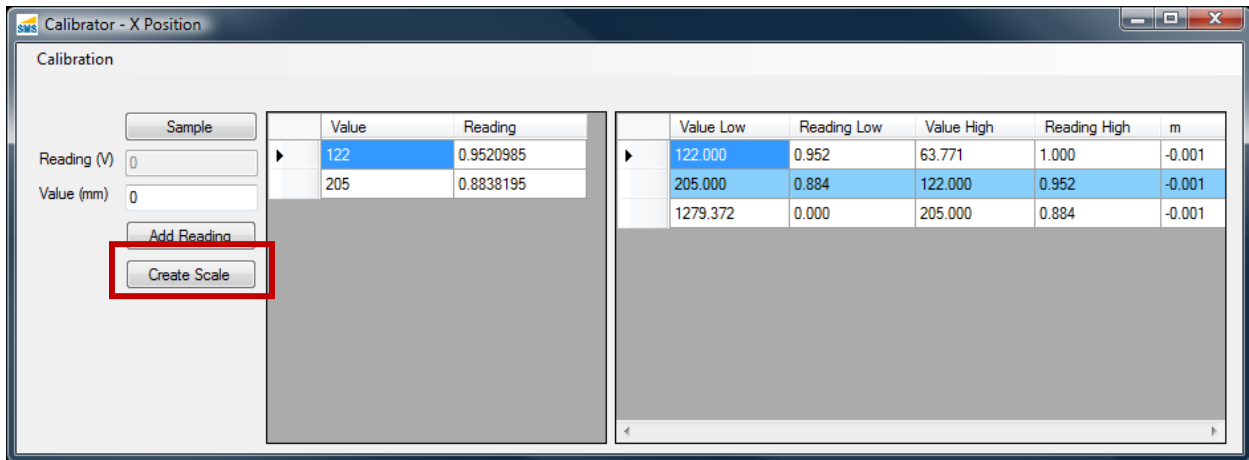 SMS Calibrator - X Position
Calibration
Sample
Reading (V) 0
Value (mm) 0
Add Reading
Create Scale
Value Reading
122 0.9520985
205 0.8838195
Value Low Reading Low Value High Reading High m
122.000 0.952 63.771 1.000 -0.001
205.000 0.884 122.000 0.952 -0.001
1279.372 0.000 205.000 0.884 -0.001